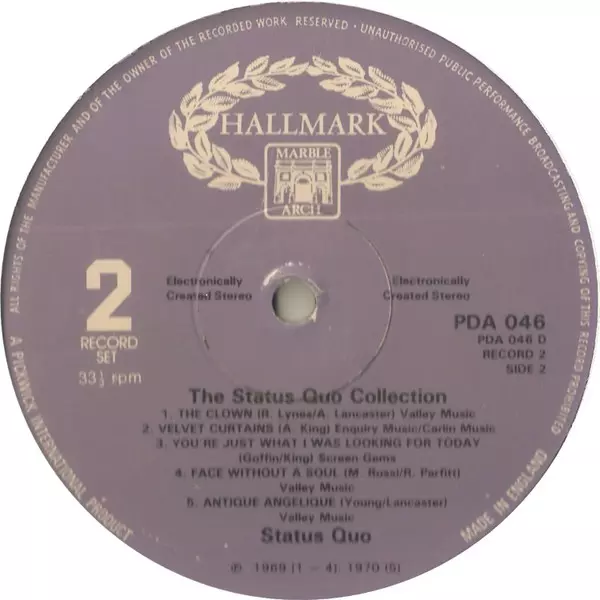 ALL RIGHTS OF THE MANUFACTURER AND OF THE OWNER OF THE RECORDED WORK RESERVED · UNAUTHORISED PUBLIC PERFORMANCE BROADCASTING AND COPYING OF THIS RECORD PROHIBITED
HALLMARK
MARBLE
ARCH
2
RECORD
SET
33⅓ rpm
Electronically
Created Stereo
Electronically
Created Stereo
PDA 046
PDA 046 D
RECORD 2
SIDE 2
The Status Quo Collection
1. THE CLOWN (R. Lynes/A. Lancaster) Valley Music
2. VELVET CURTAINS (A. King) Enquiry Music/Carlin Music
3. YOU'RE JUST WHAT I WAS LOOKING FOR TODAY
(Goffin/King) Screen Gems
4. FACE WITHOUT A SOUL (M. Rossi/R. Parfitt)
Valley Music
5. ANTIQUE ANGELIQUE (Young/Lancaster)
Valley Music
Status Quo
℗ 1969 (1 – 4); 1970 (5)
A PICKWICK INTERNATIONAL PRODUCT
MADE IN ENGLAND